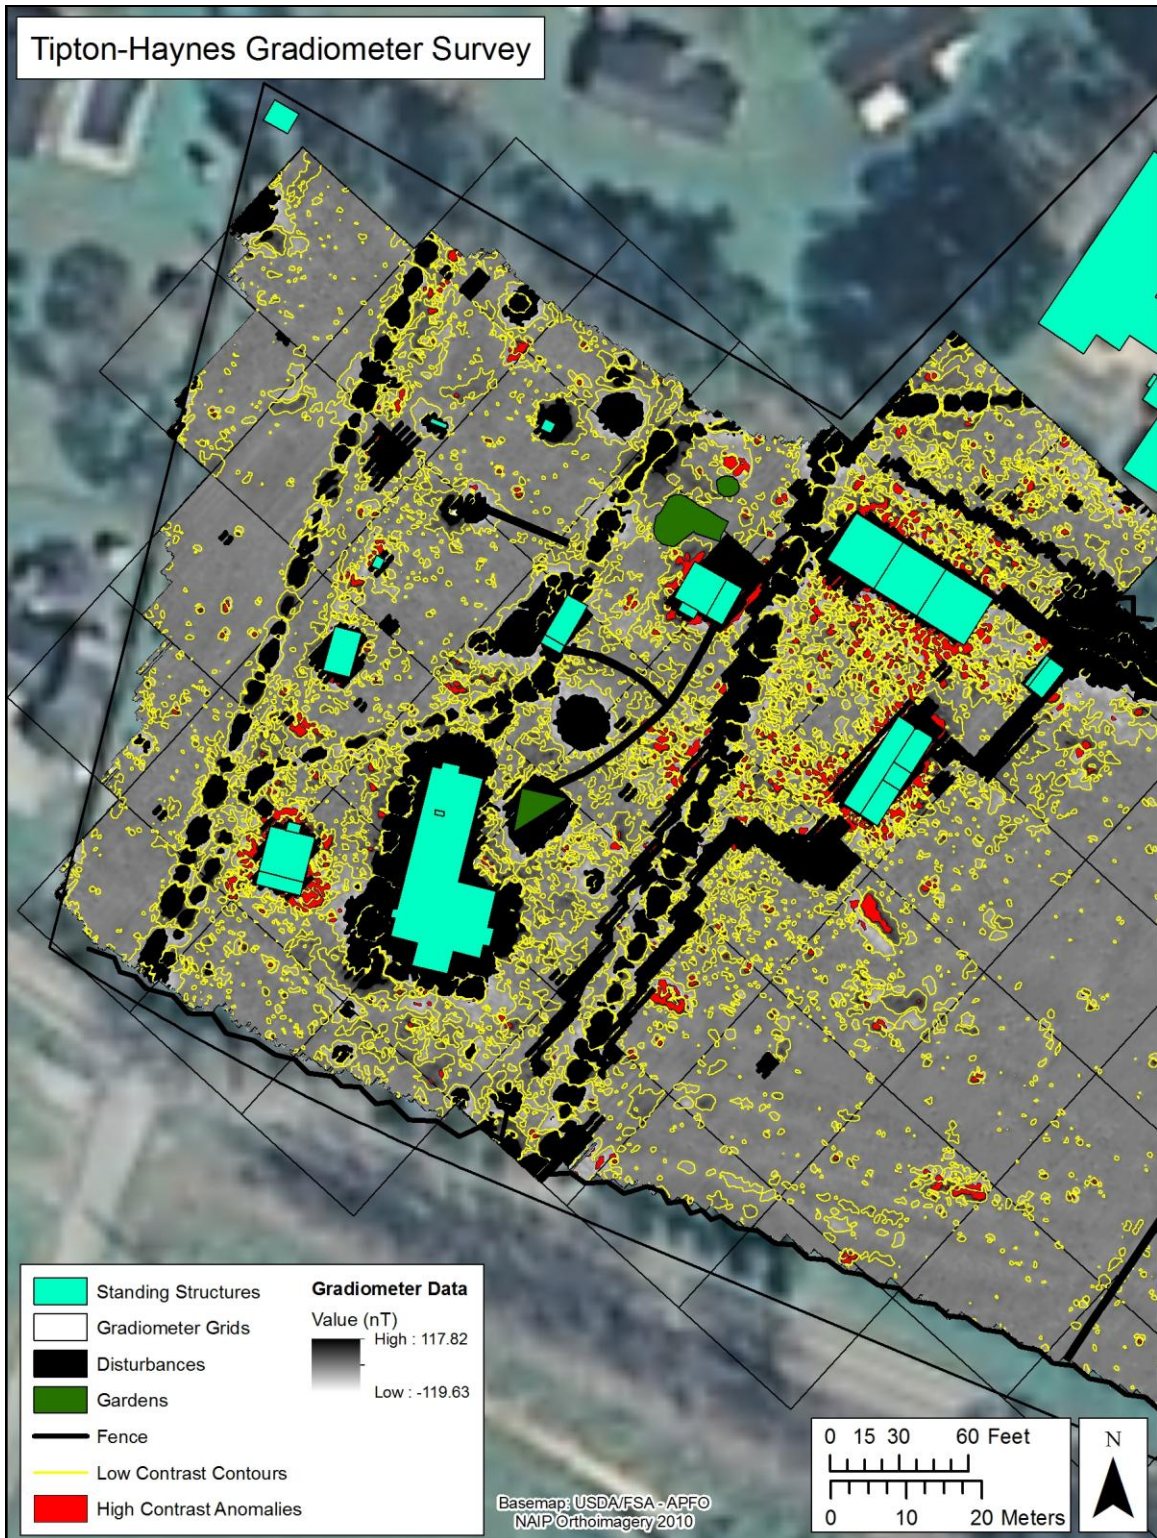 Tipton-Haynes Gradiometer Survey
Standing Structures
Gradiometer Grids
Disturbances
Gardens
Fence
Low Contrast Contours
High Contrast Anomalies
Gradiometer Data
Value (nT)
High : 117.82
Low : -119.63
Basemap: USDA/FSA - APFO
NAIP Orthoimagery 2010
0 15 30 60 Feet
0 10 20 Meters
N